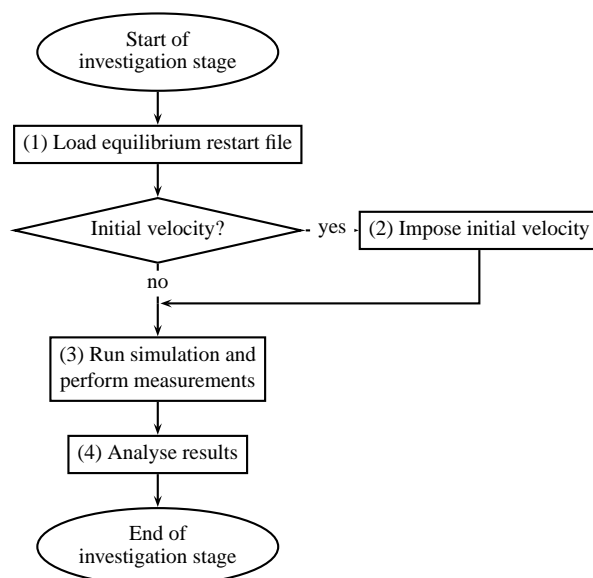 Start of
investigation stage
(1) Load equilibrium restart file
Initial velocity?
yes
(2) Impose initial velocity
no
(3) Run simulation and
perform measurements
(4) Analyse results
End of
investigation stage